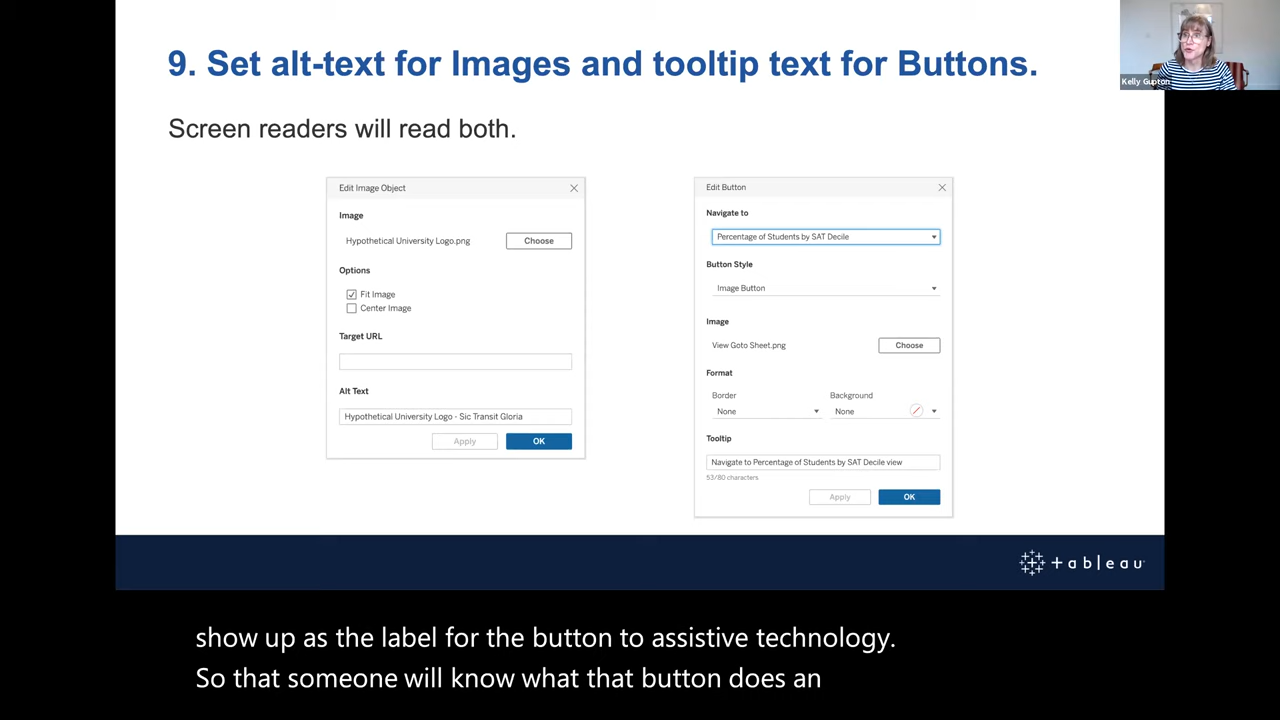 9. Set alt-text for Images and tooltip text for Buttons.
Kelly Gupton
Screen readers will read both.
Edit Image Object
Image
Hypothetical University Logo.png
Choose
Options
Fit Image
Center Image
Target URL
Alt Text
Hypothetical University Logo - Sic Transit Gloria
Apply
OK
Edit Button
Navigate to
Percentage of Students by SAT Decile
Button Style
Image Button
Image
View Goto Sheet.png
Choose
Format
Border
Background
None
None
Tooltip
Navigate to Percentage of Students by SAT Decile view
53/80 characters
Apply
OK
tableau
show up as the label for the button to assistive technology.
So that someone will know what that button does an